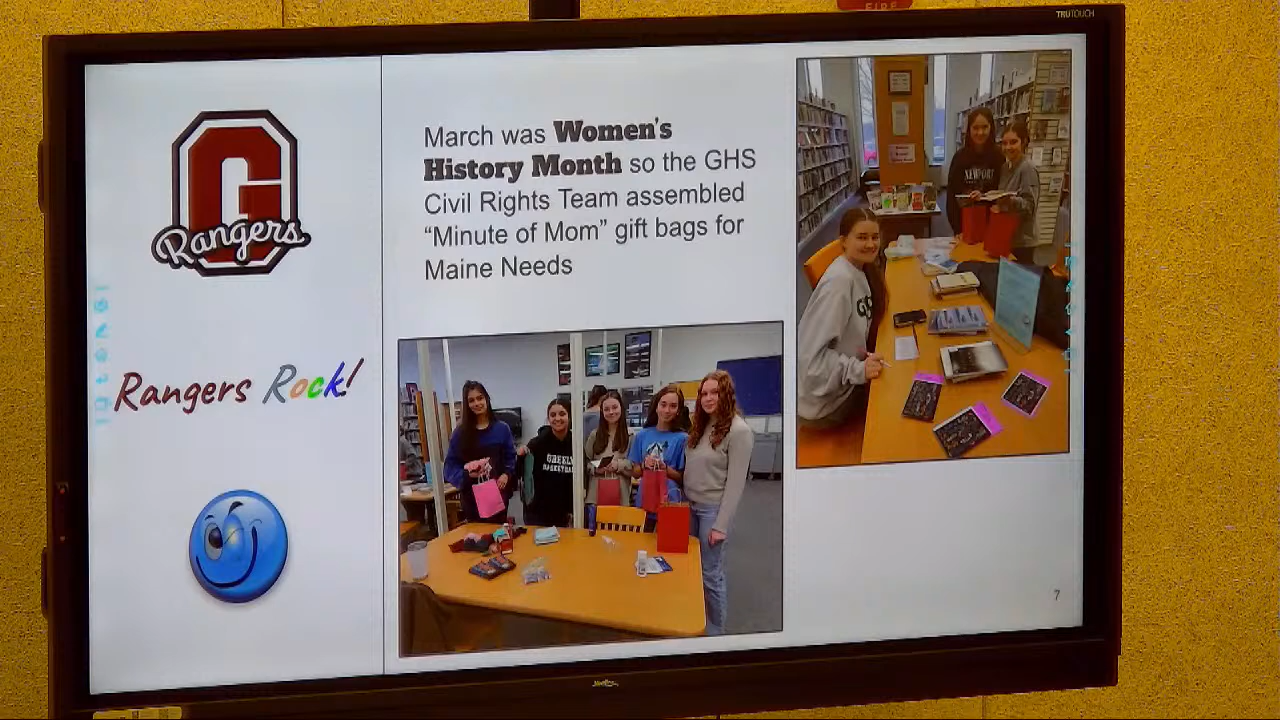 FIRE
TRUTOUCH
G
Rangers
Rangers Rock!
March was Women's
History Month so the GHS
Civil Rights Team assembled
“Minute of Mom” gift bags for
Maine Needs
NEWPORT
GREELY
BASKETBALL
7